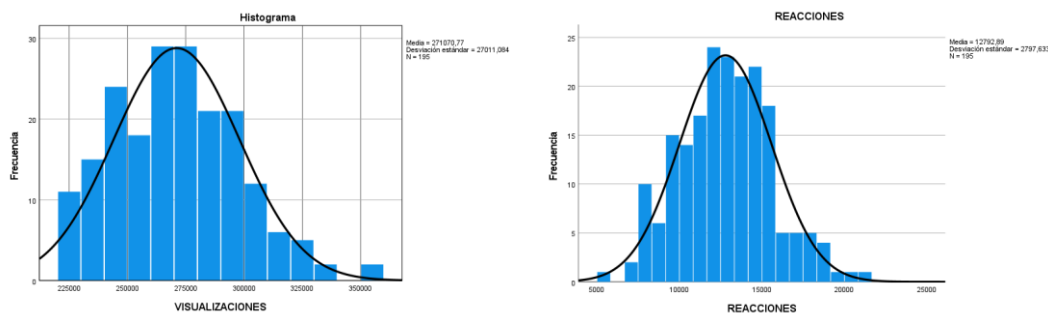 Histograma
Media = 271070,77
Desviación estándar = 27011,084
N = 195
30
20
10
0
Frecuencia
225000 250000 275000 300000 325000 350000
VISUALIZACIONES
REACCIONES
Media = 12792,89
Desviación estándar = 2797,633
N = 195
25
20
15
10
5
0
Frecuencia
5000 10000 15000 20000 25000
REACCIONES